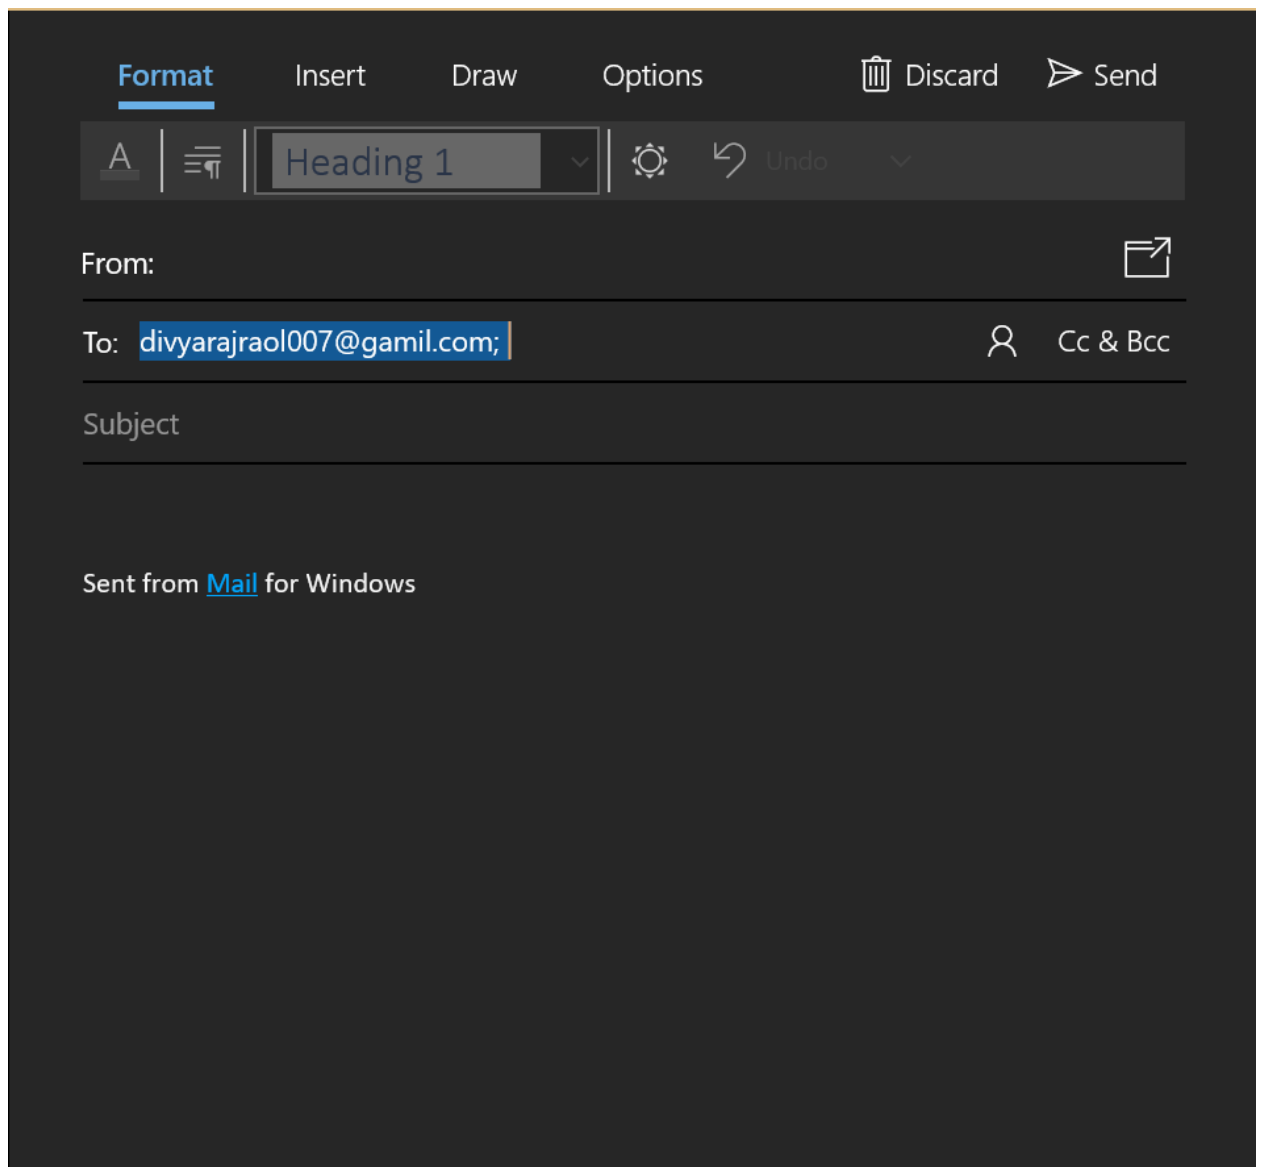 Format Insert Draw Options Discard Send
A Heading 1 Undo
From:
To: divyarajraol007@gamil.com; Cc & Bcc
Subject
Sent from Mail for Windows